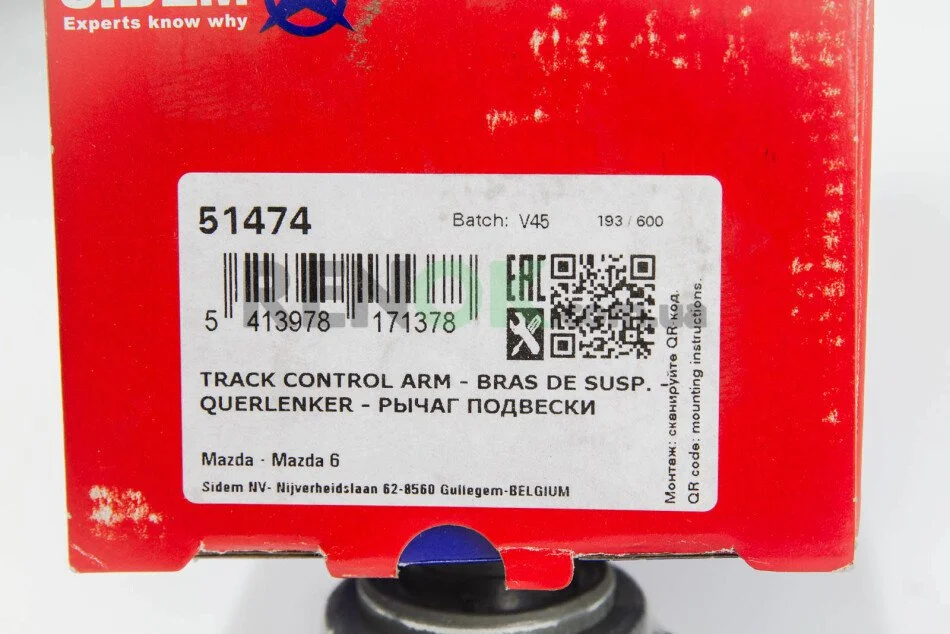 SIDEM
Experts know why
51474 Batch: V45 193 / 600
EAC
5 413978 171378
TRACK CONTROL ARM - BRAS DE SUSP. -
QUERLENKER - РЫЧАГ ПОДВЕСКИ
Mazda - Mazda 6
Sidem NV- Nijverheidslaan 62-8560 Gullegem-BELGIUM
Монтаж: сканируйте QR-код.
QR code: mounting instructions.